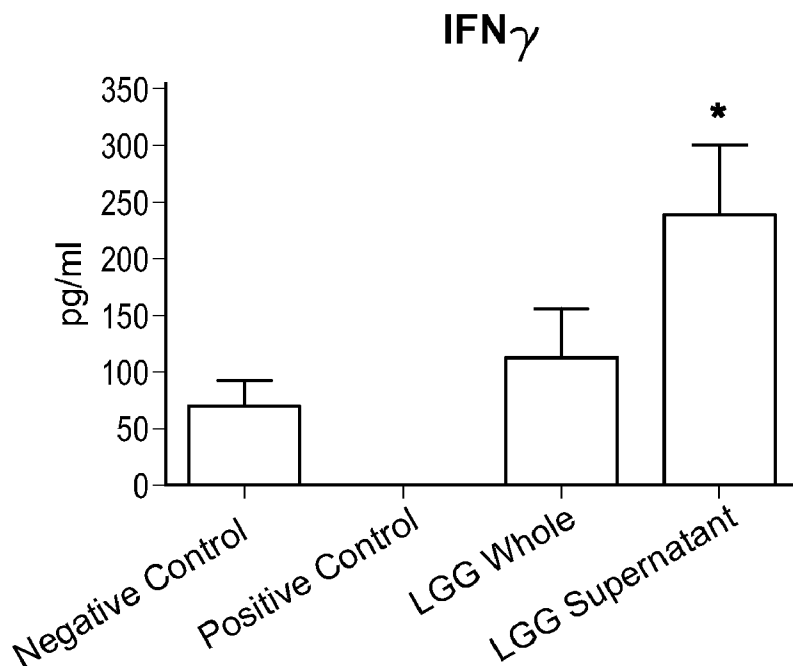 IFNγ
350
300
250
200
150
100
50
0
pg/ml
*
Negative Control
Positive Control
LGG Whole
LGG Supernatant